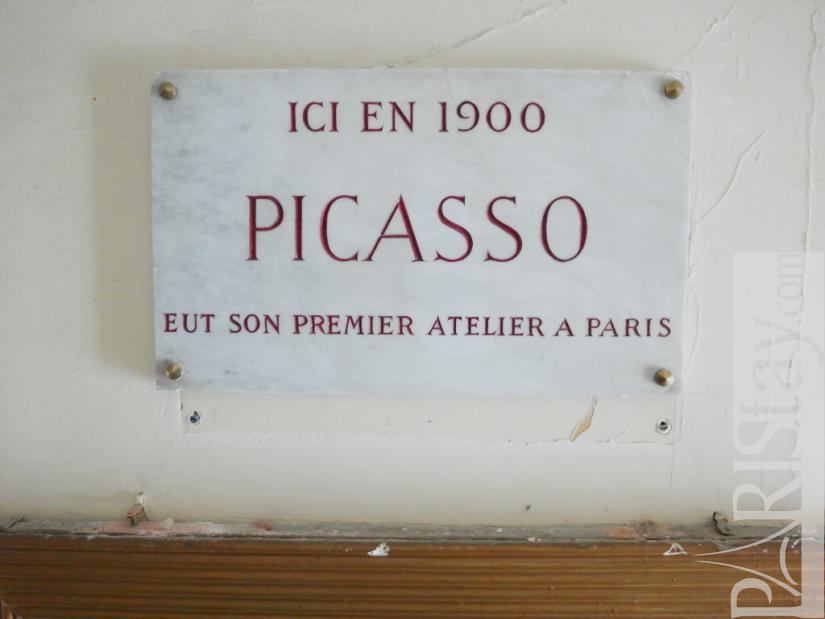 ICI EN 1900
PICASSO
EUT SON PREMIER ATELIER A PARIS
PARIStay.com